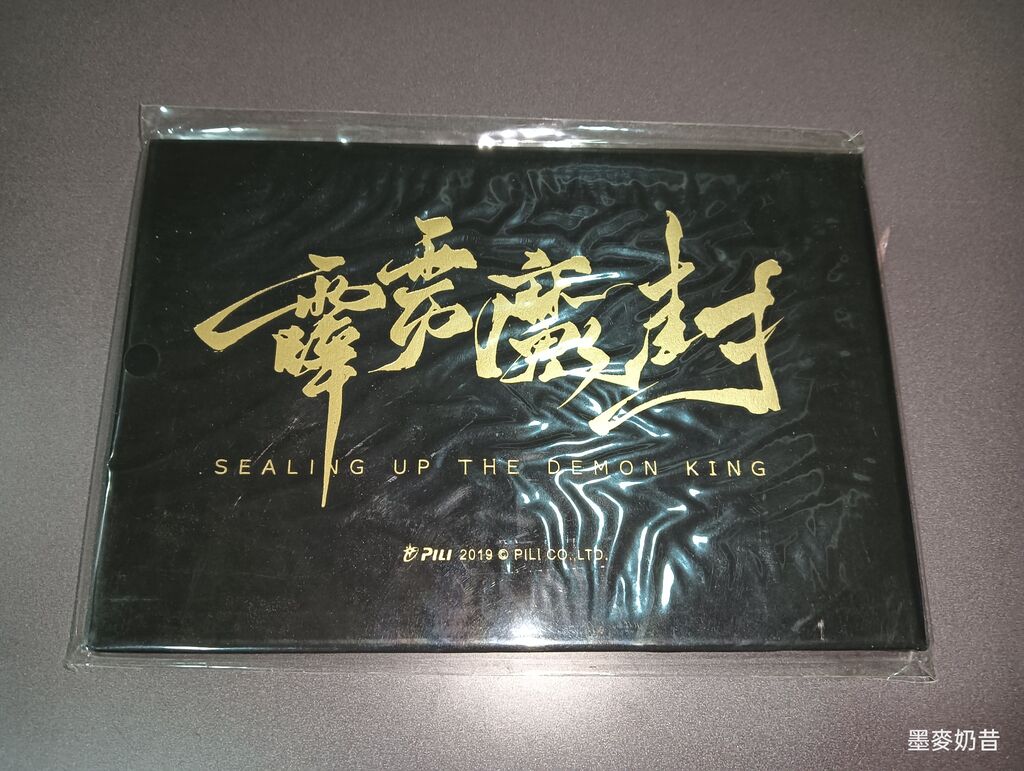 霹靂魔封
SEALING UP THE DEMON KING
PILI 2019 © PILI CO., LTD.
墨麥奶昔